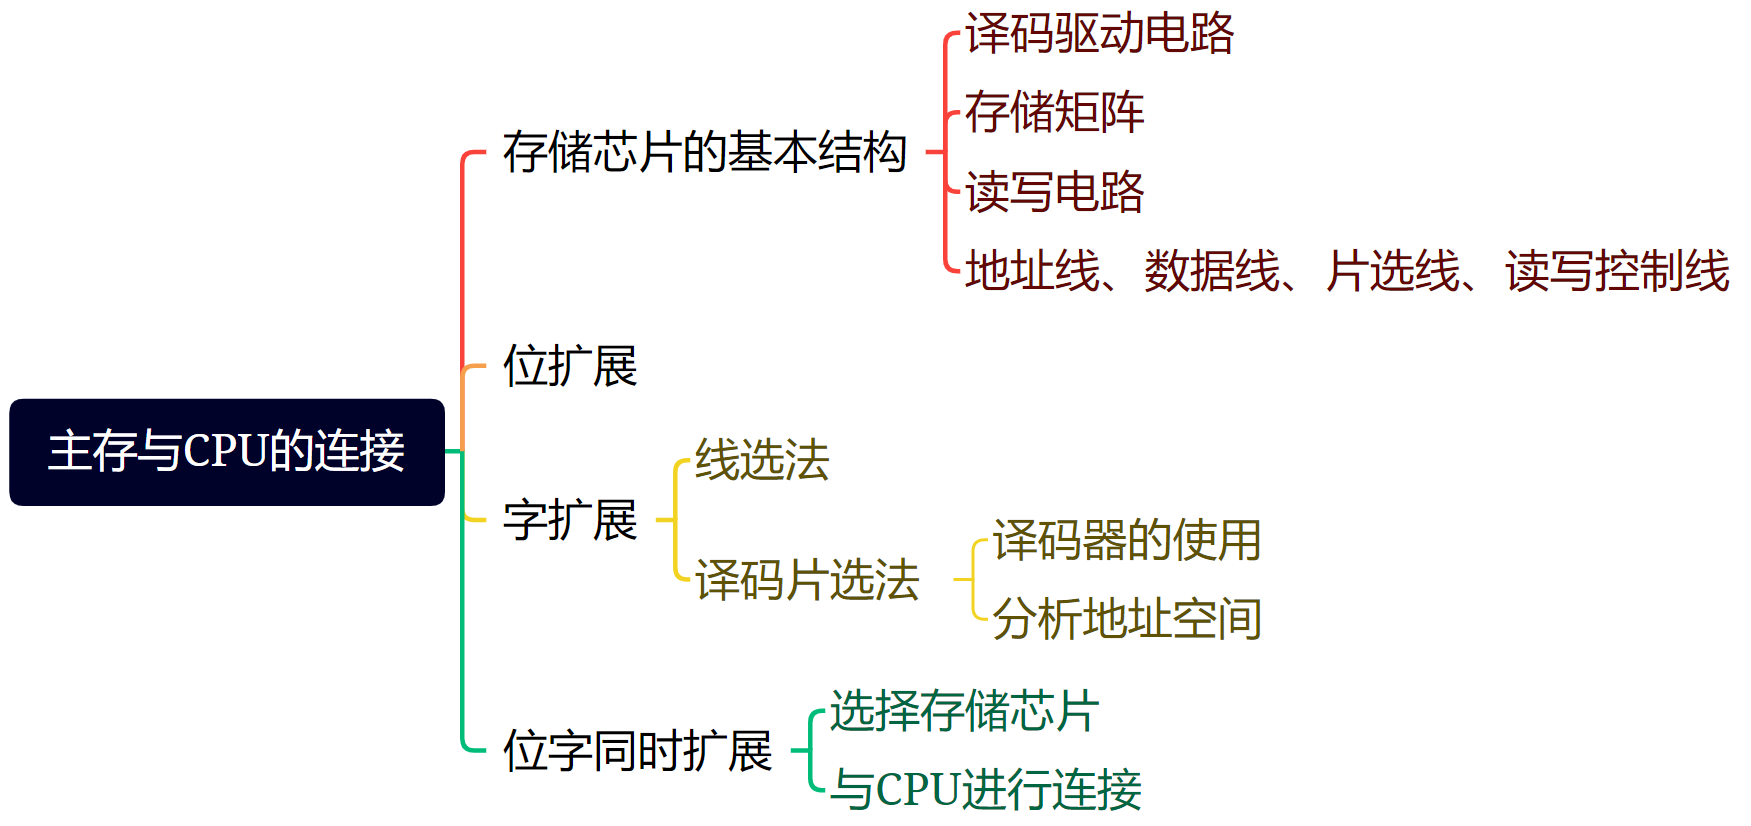 主存与CPU的连接
存储芯片的基本结构
译码驱动电路
存储矩阵
读写电路
地址线、数据线、片选线、读写控制线
位扩展
字扩展
线选法
译码片选法
译码器的使用
分析地址空间
位字同时扩展
选择存储芯片
与CPU进行连接